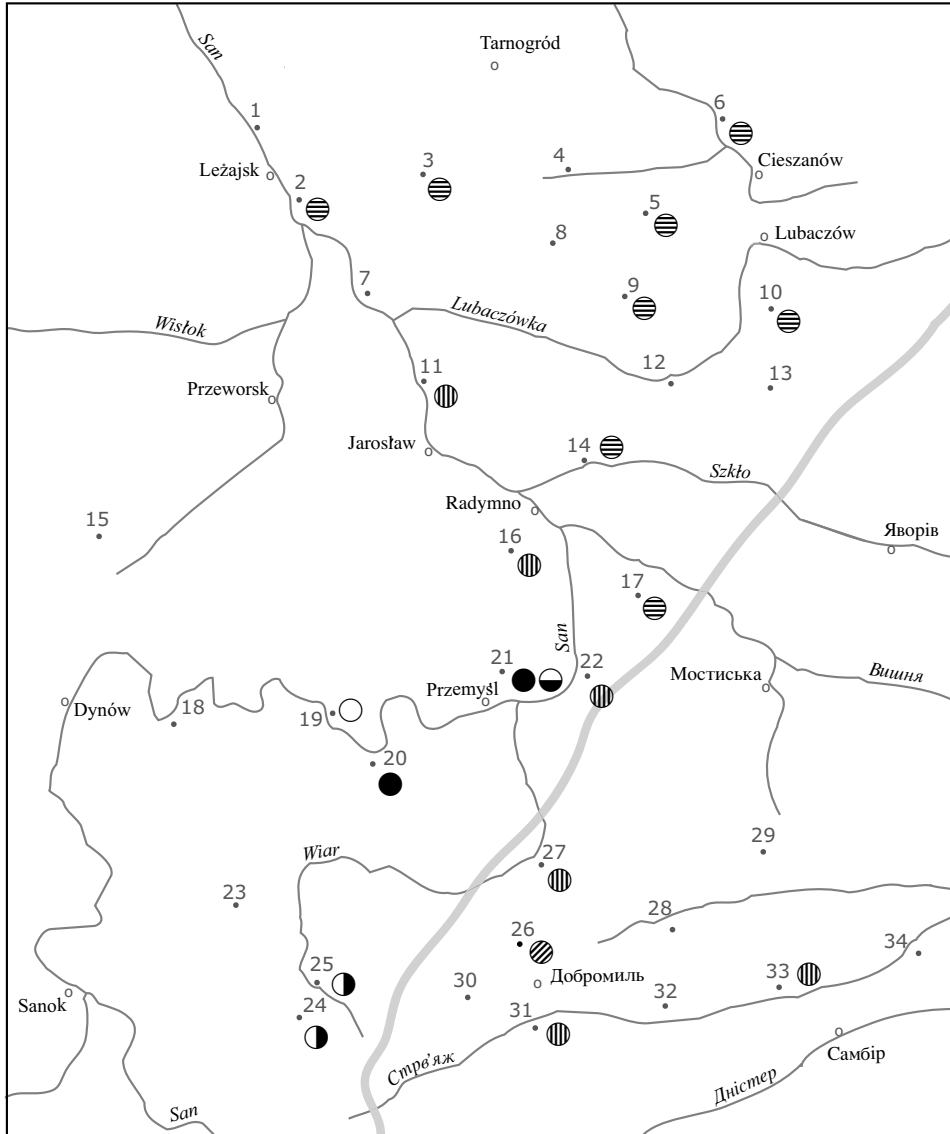 San
Tarnogród
1
6
Leżajsk
2
3
4
Cieszanów
5
8
Lubaczów
7
9
10
Wisłok
Lubaczówka
12
13
11
Przeworsk
Jarosław
14
Szkło
15
Radymno
Яворів
16
17
San
21
22
Przemyśl
Мостиська
Вишня
Dynów
18
19
20
Wiar
27
29
23
28
26
34
25
30
Добромиль
33
Sanok
24
31
32
Стрв’яж
Самбір
San
Дністер